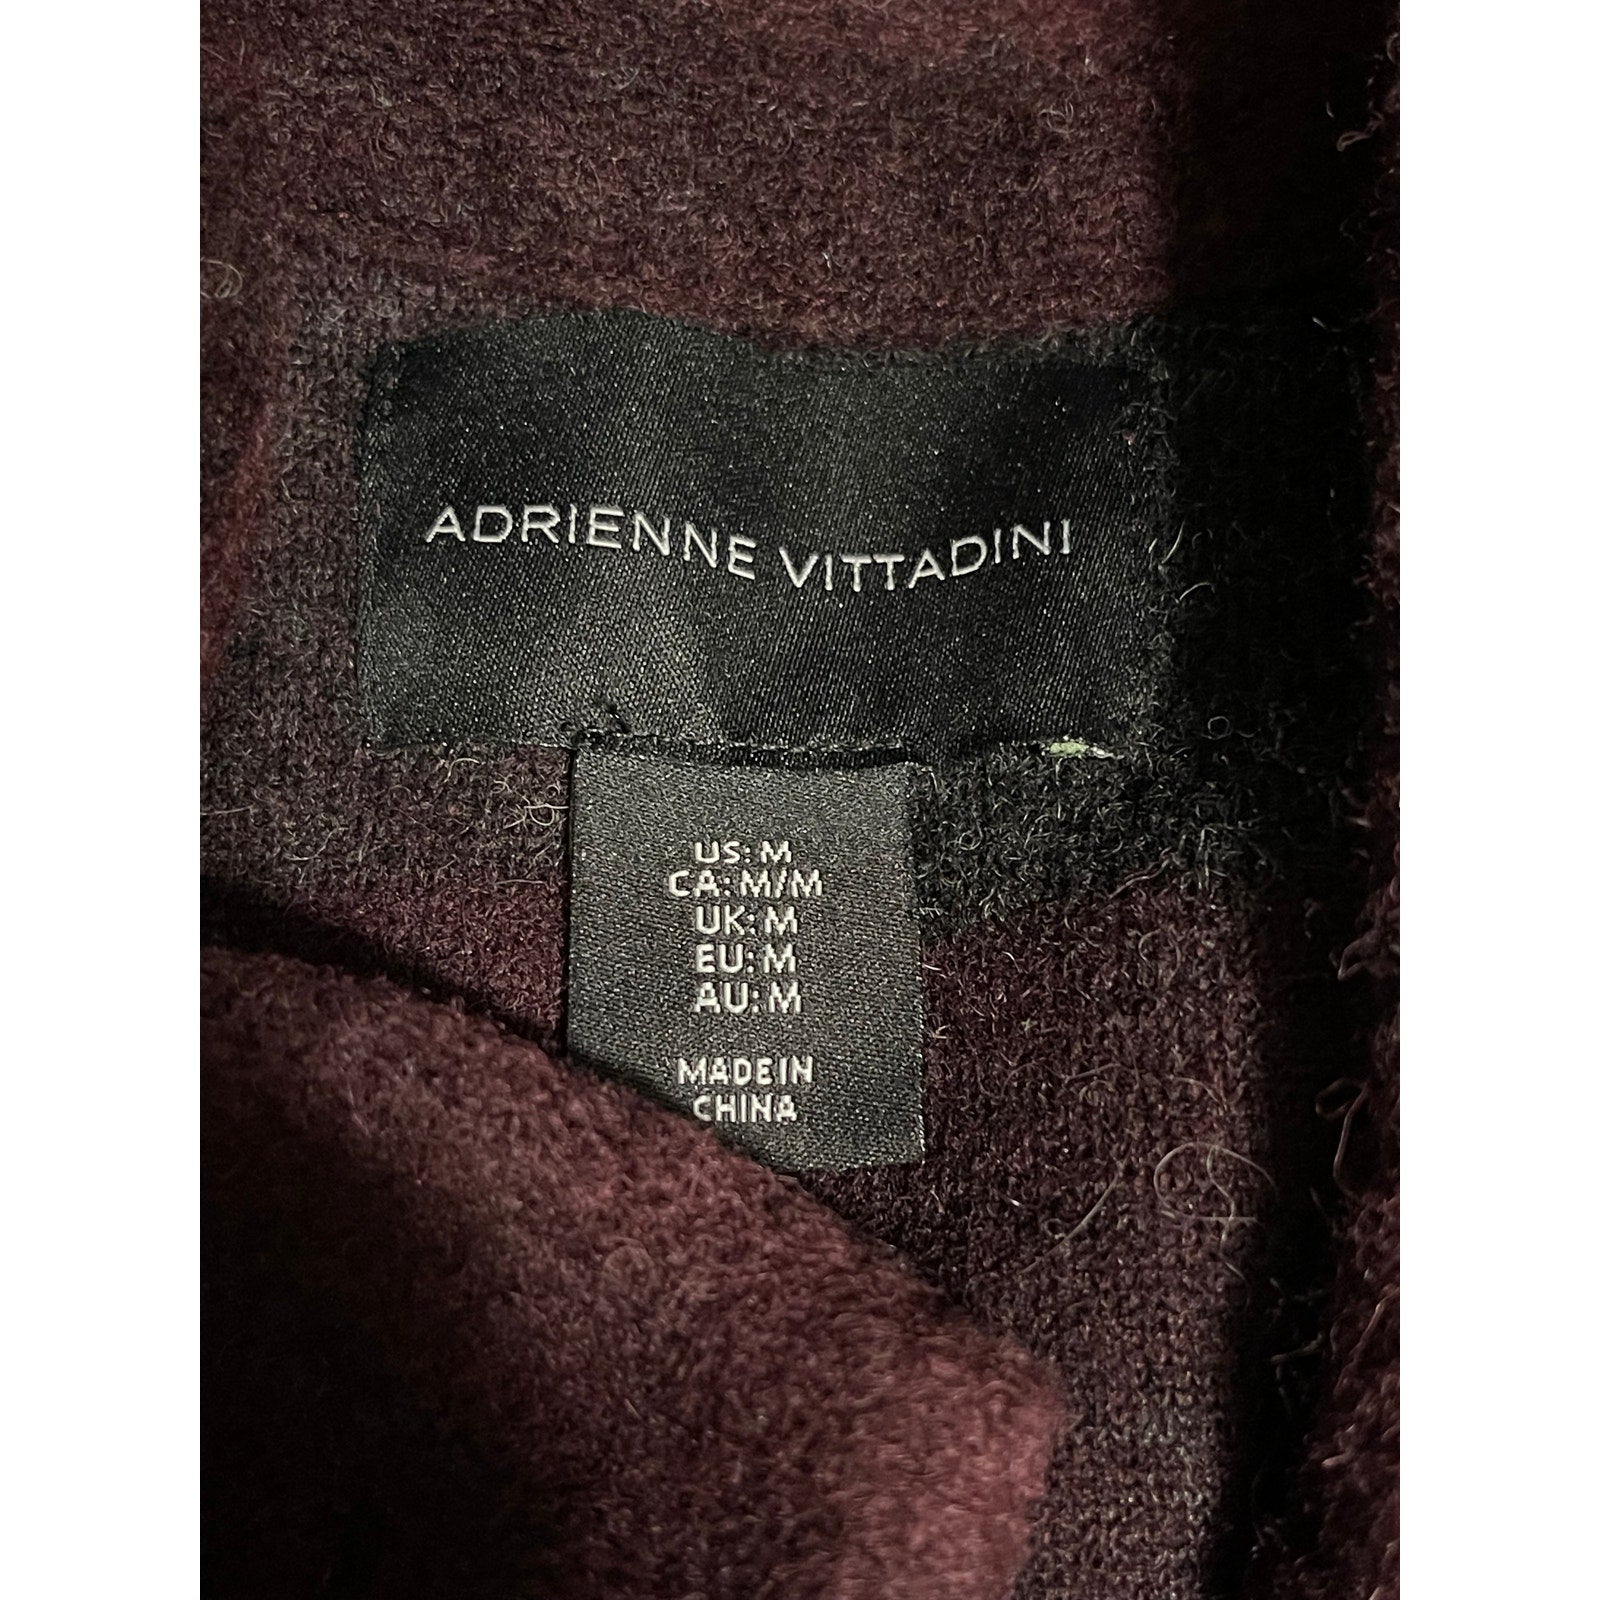 ADRIENNE VITTADINI
US: M
CA: M/M
UK: M
EU: M
AU: M
MADE IN
CHINA